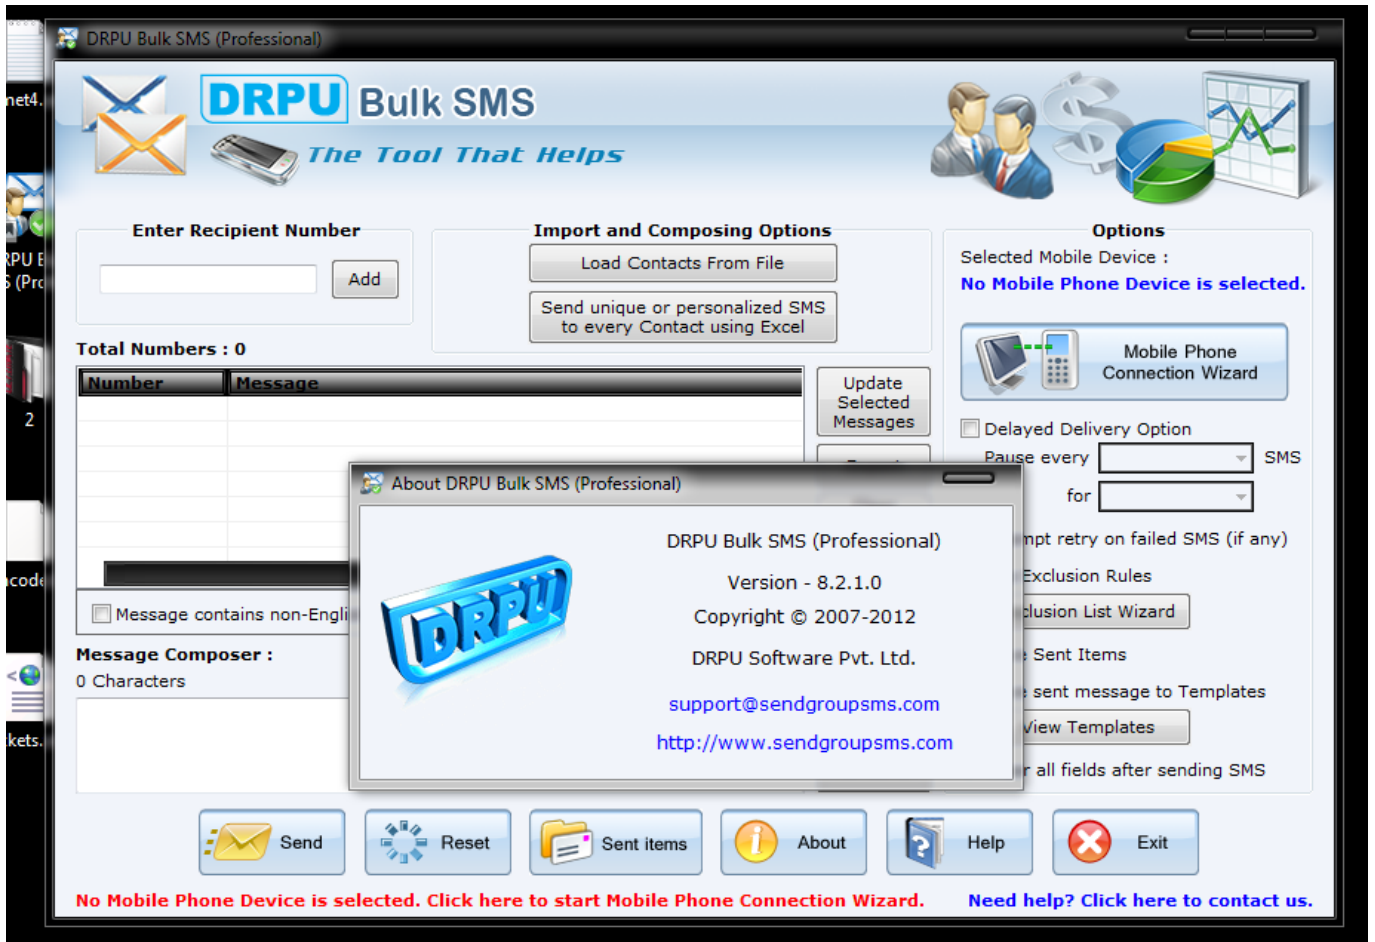 DRPU Bulk SMS (Professional)
net4.
DRPU Bulk SMS
The Tool That Helps
Enter Recipient Number
Add
Import and Composing Options
Load Contacts From File
Send unique or personalized SMS
to every Contact using Excel
Options
Selected Mobile Device :
No Mobile Phone Device is selected.
Mobile Phone
Connection Wizard
Total Numbers : 0
Number Message
Update
Selected
Messages
2
Delayed Delivery Option
Pause every SMS
for
mpt retry on failed SMS (if any)
Exclusion Rules
clusion List Wizard
Sent Items
sent message to Templates
View Templates
r all fields after sending SMS
Message contains non-Engli
Message Composer :
0 Characters
About DRPU Bulk SMS (Professional)
DRPU
DRPU Bulk SMS (Professional)
Version - 8.2.1.0
Copyright © 2007-2012
DRPU Software Pvt. Ltd.
support@sendgroupsms.com
http://www.sendgroupsms.com
Send
Reset
Sent items
About
Help
Exit
No Mobile Phone Device is selected. Click here to start Mobile Phone Connection Wizard.
Need help? Click here to contact us.